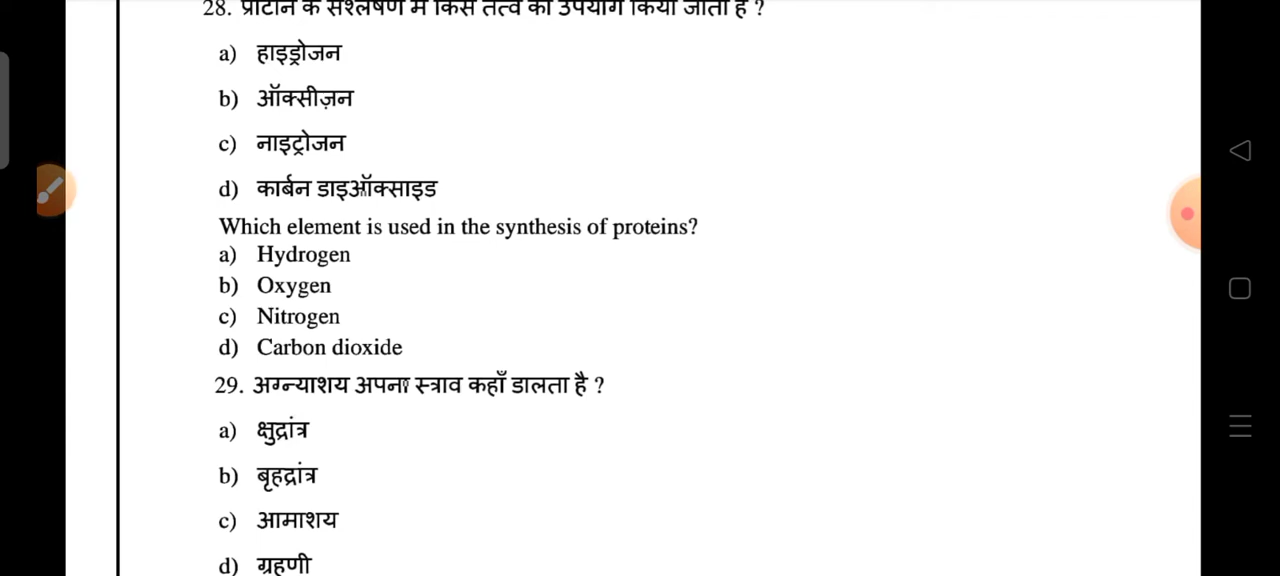 28. प्रोटीन के संश्लेषण में किस तत्व का उपयोग किया जाता है ?
a) हाइड्रोजन
b) ऑक्सीज़न
c) नाइट्रोजन
d) कार्बन डाइऑक्साइड
Which element is used in the synthesis of proteins?
a) Hydrogen
b) Oxygen
c) Nitrogen
d) Carbon dioxide
29. अग्न्याशय अपना स्त्राव कहाँ डालता है ?
a) क्षुद्रांत्र
b) बृहद्रांत्र
c) आमाशय
d) ग्रहणी